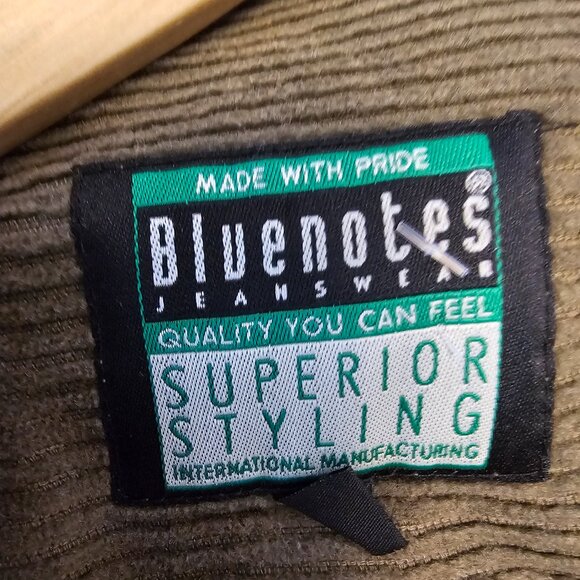 MADE WITH PRIDE
Bluenotes®
JEANSWEAR
QUALITY YOU CAN FEEL
SUPERIOR
STYLING
INTERNATIONAL MANUFACTURING